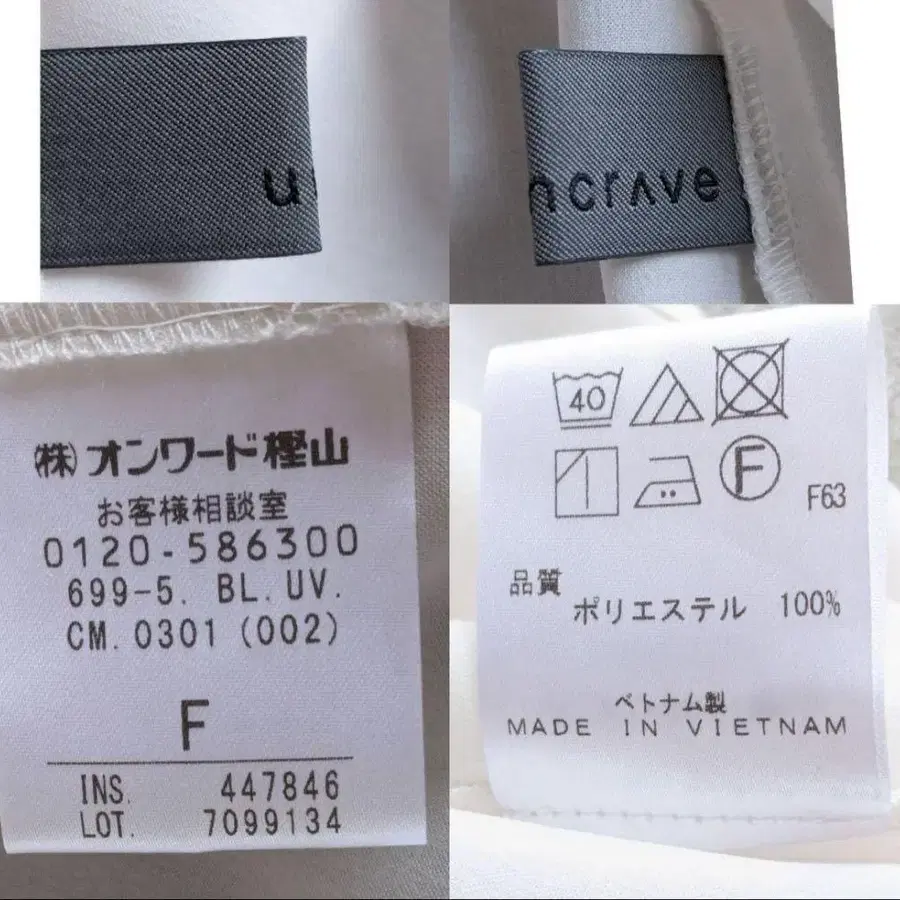 u
ncrʌve
㈱オンワード樫山
お客様相談室
0120-586300
699-5. BL.UV.
CM.0301(002)
F
INS. 447846
LOT. 7099134
40
F
F63
品質
ポリエステル 100%
ベトナム製
MADE IN VIETNAM